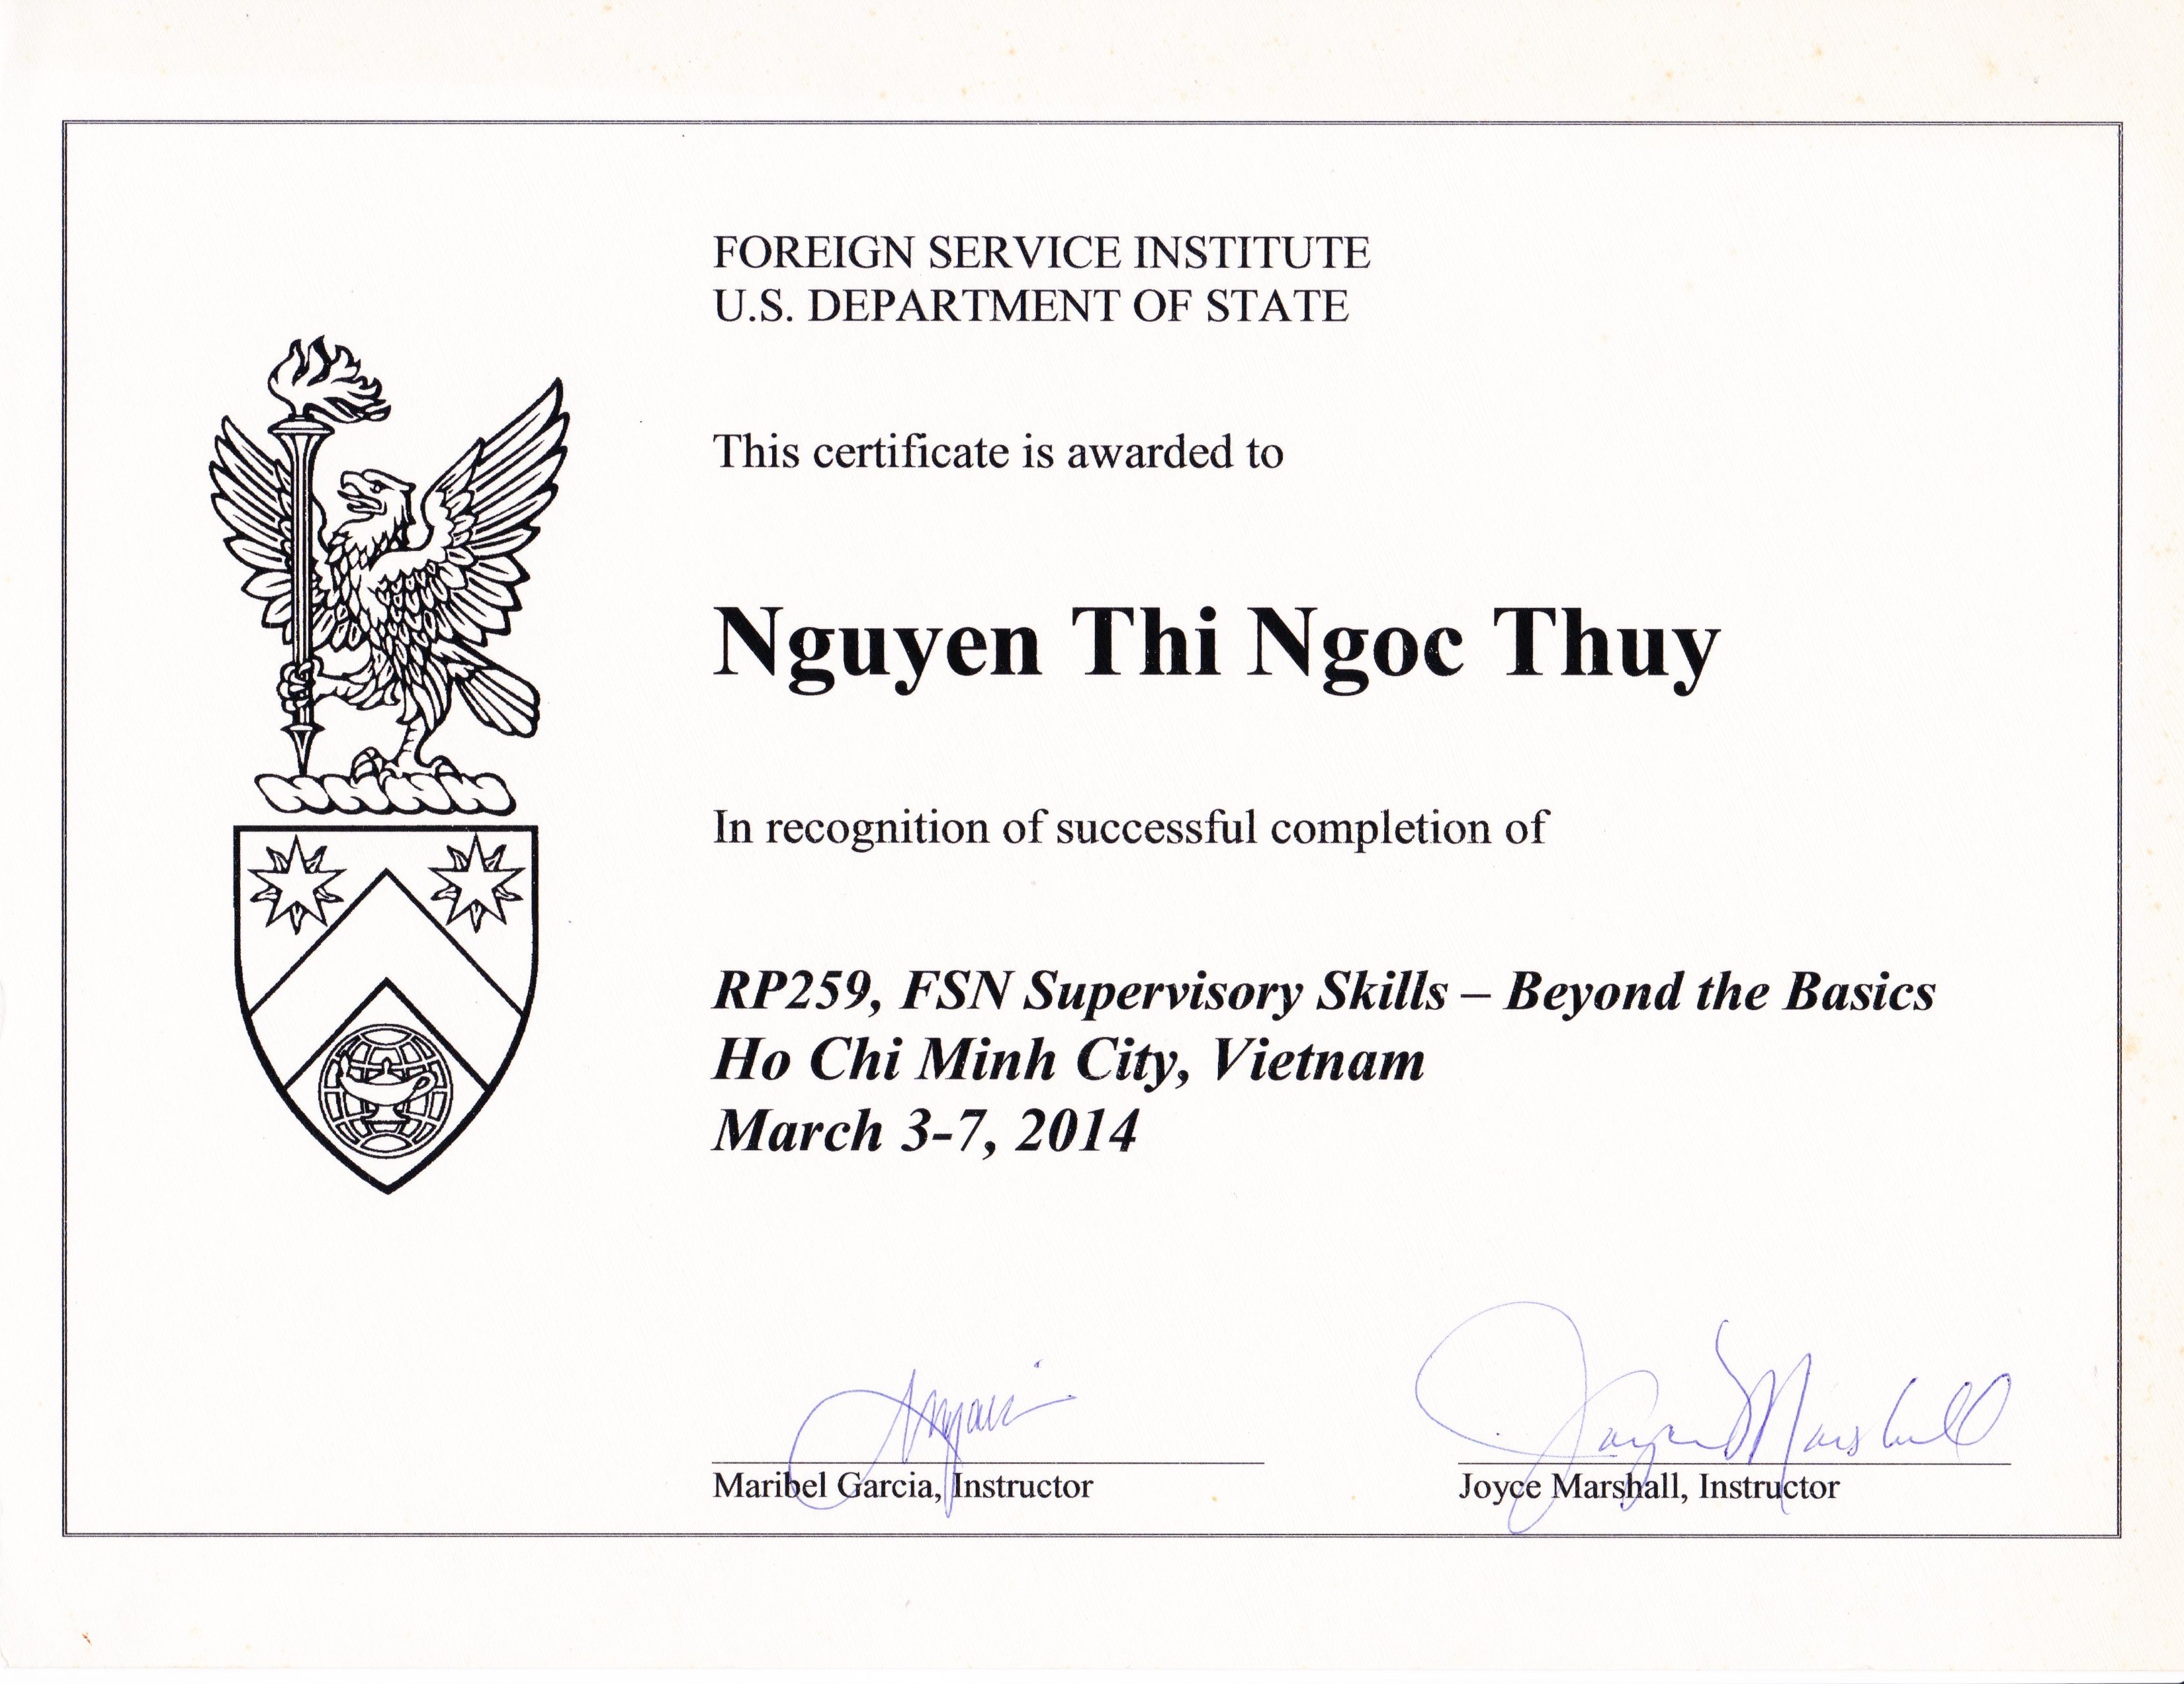 FOREIGN SERVICE INSTITUTE
U.S. DEPARTMENT OF STATE
This certificate is awarded to
Nguyen Thi Ngoc Thuy
In recognition of successful completion of
RP259, FSN Supervisory Skills – Beyond the Basics
Ho Chi Minh City, Vietnam
March 3-7, 2014
Joyce Marshall
Maribel Garcia, Instructor
Joyce Marshall, Instructor